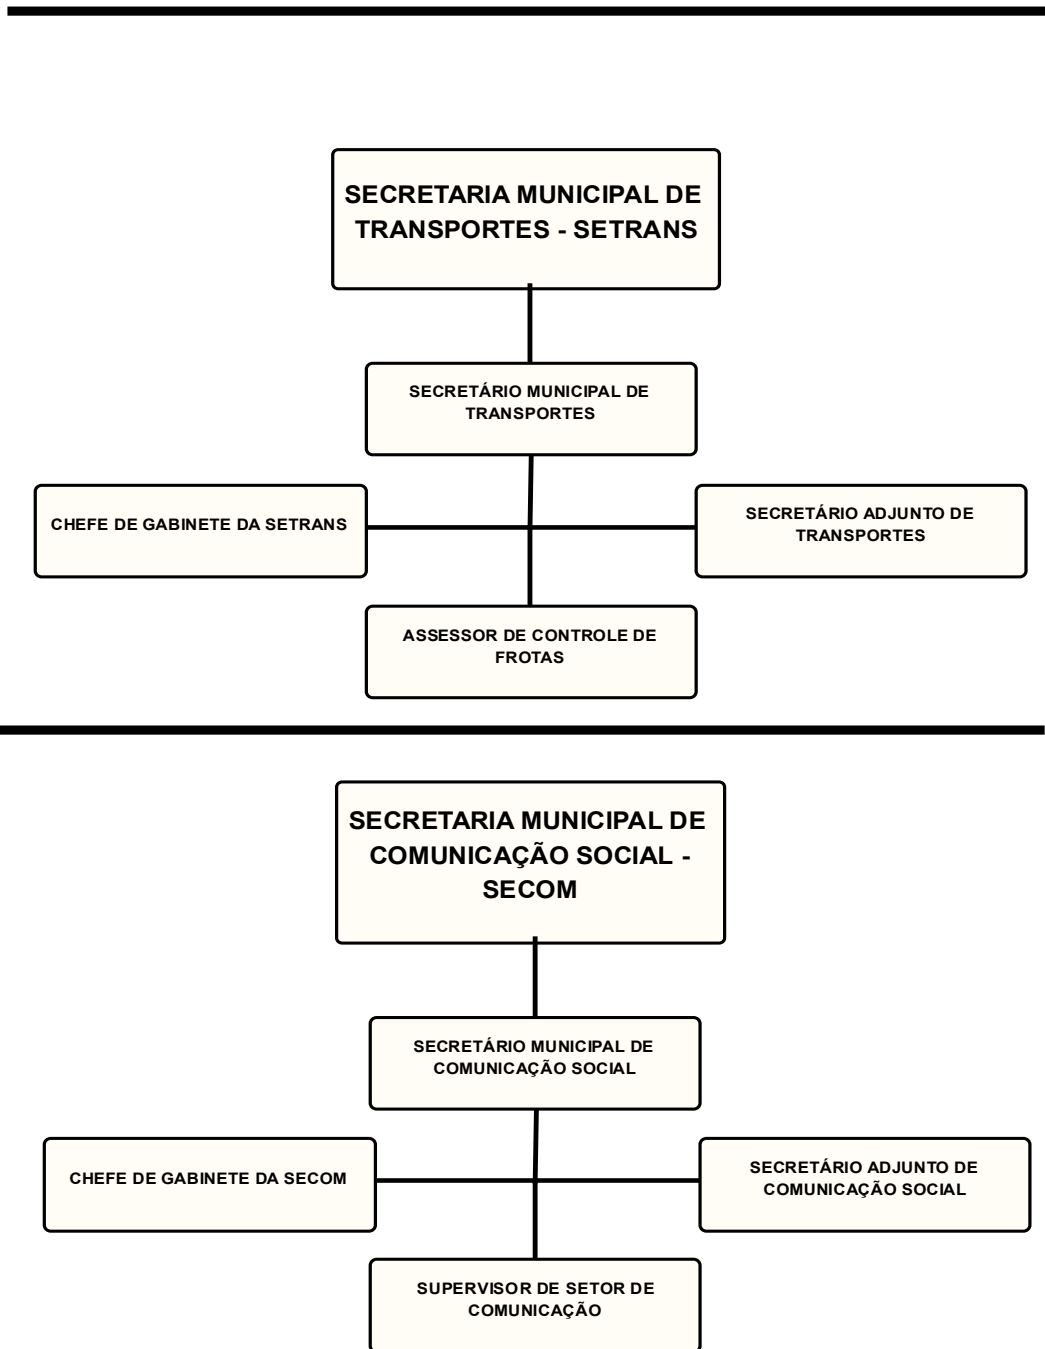 SECRETARIA MUNICIPAL DE
TRANSPORTES - SETRANS
SECRETÁRIO MUNICIPAL DE
TRANSPORTES
CHEFE DE GABINETE DA SETRANS
SECRETÁRIO ADJUNTO DE
TRANSPORTES
ASSESSOR DE CONTROLE DE
FROTAS
SECRETARIA MUNICIPAL DE
COMUNICAÇÃO SOCIAL -
SECOM
SECRETÁRIO MUNICIPAL DE
COMUNICAÇÃO SOCIAL
CHEFE DE GABINETE DA SECOM
SECRETÁRIO ADJUNTO DE
COMUNICAÇÃO SOCIAL
SUPERVISOR DE SETOR DE
COMUNICAÇÃO